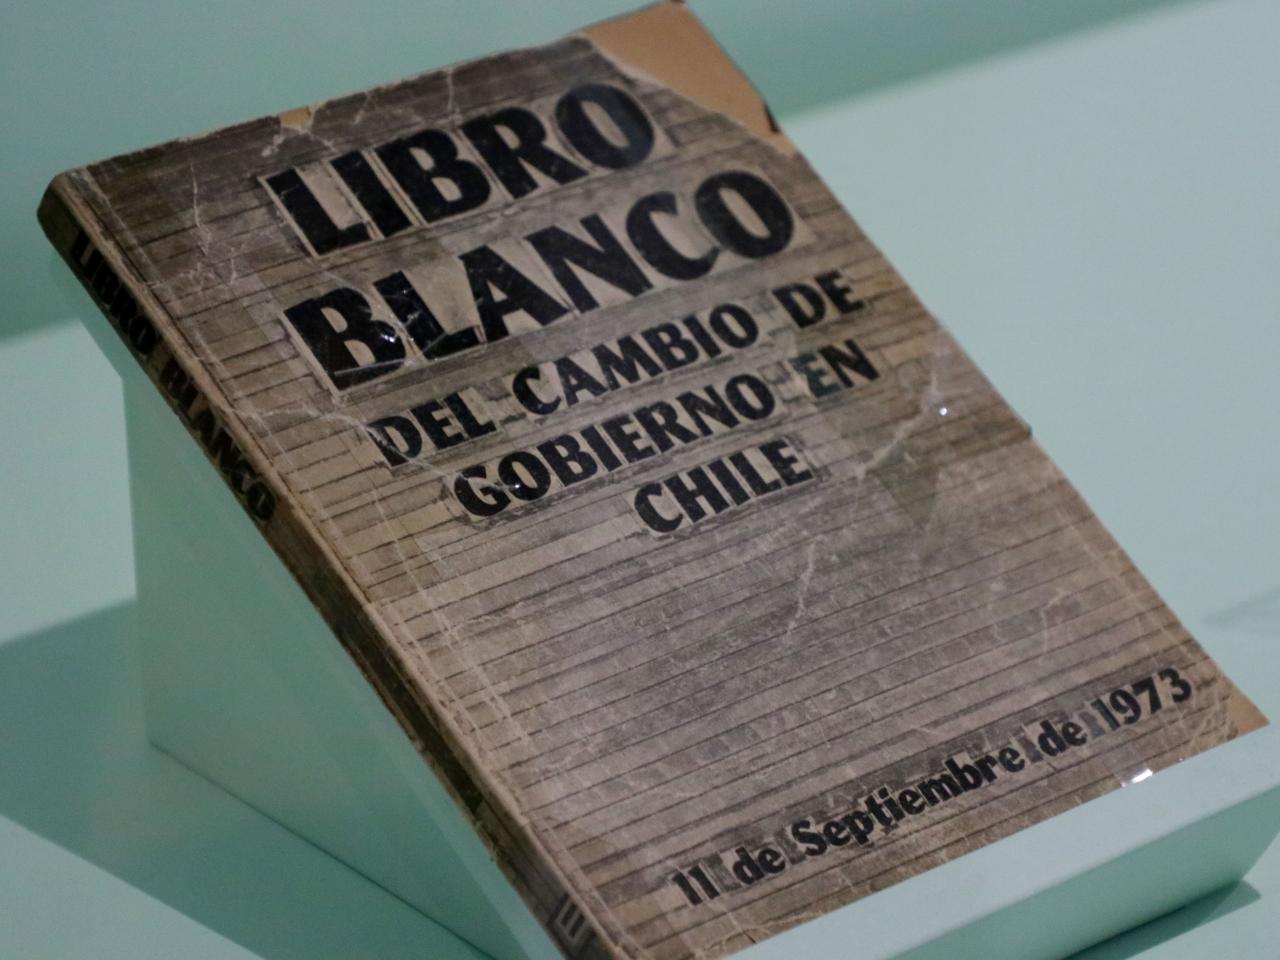 LIBRO
BLANCO
DEL CAMBIO DE
GOBIERNO EN
CHILE
11 de Septiembre de 1973
LIBRO BLANCO